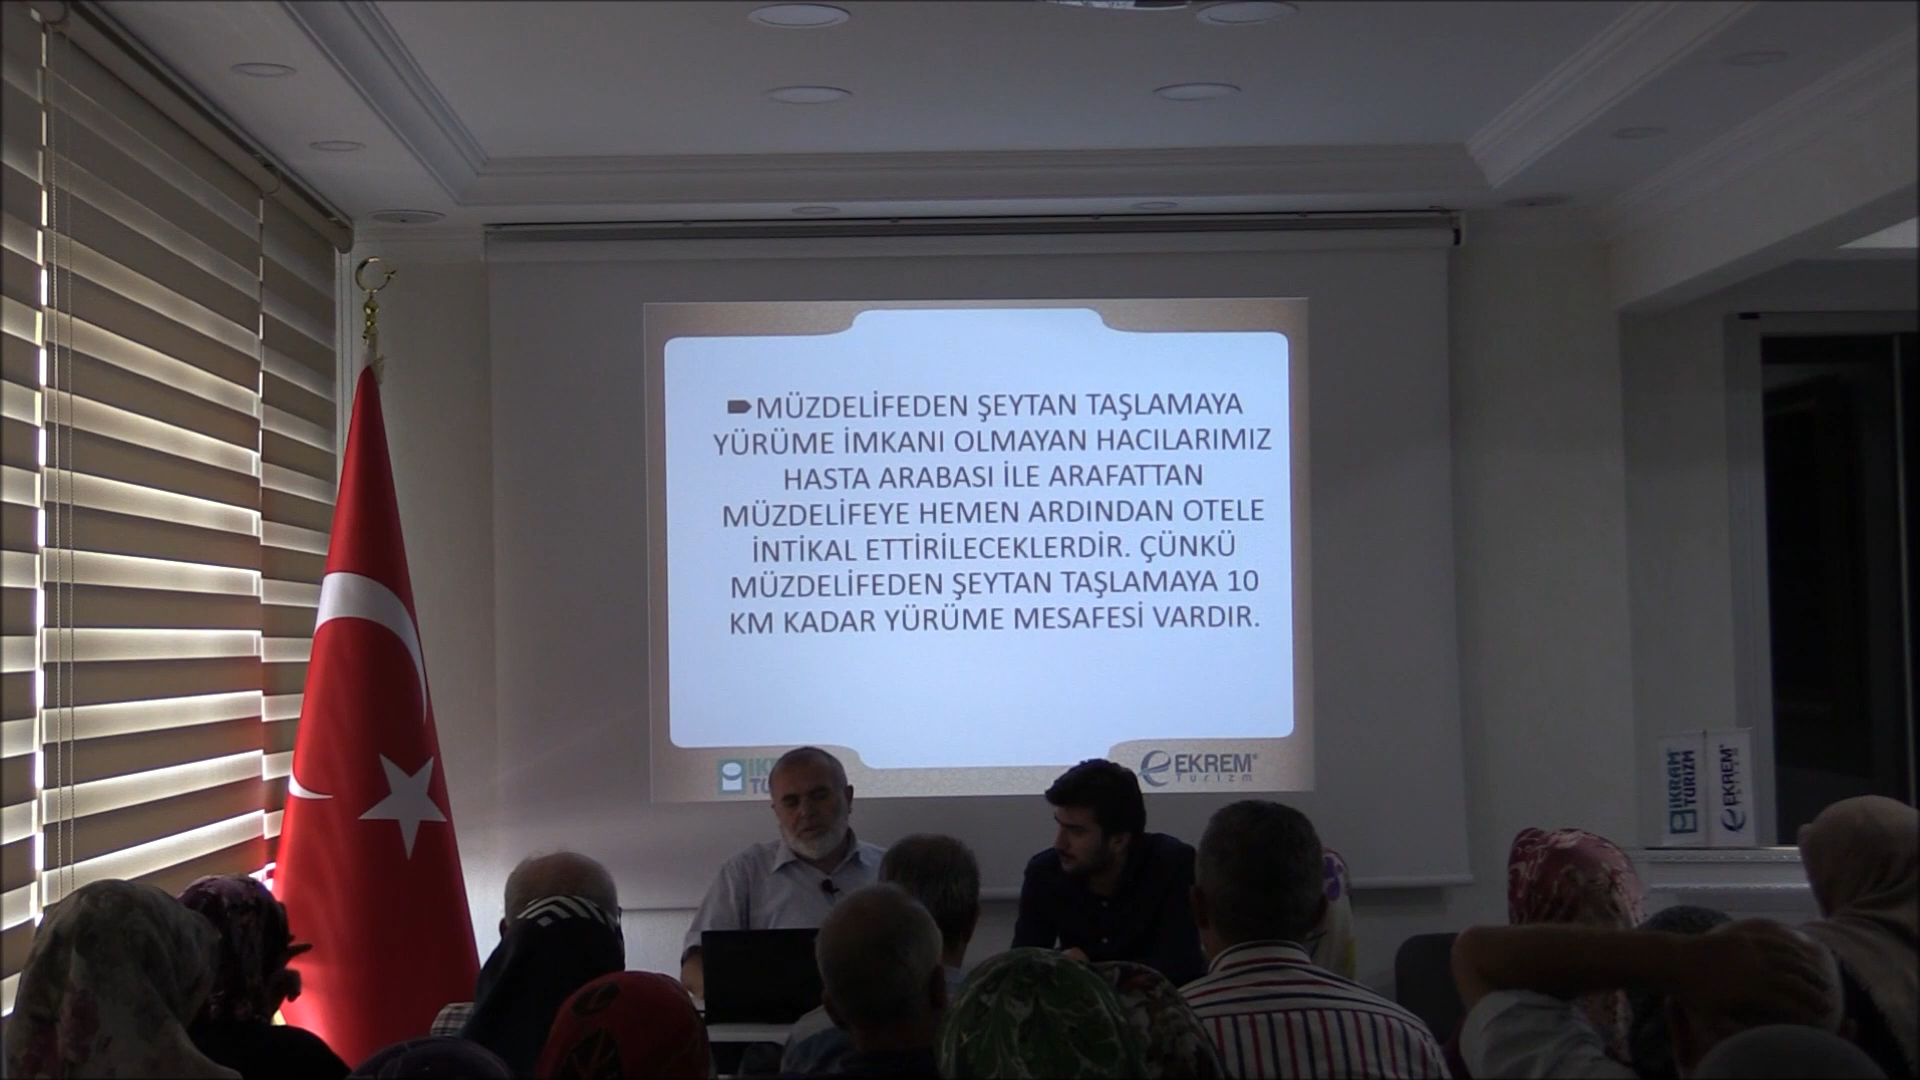 MÜZDELİFEDEN ŞEYTAN TAŞLAMAYA
YÜRÜME İMKANI OLMAYAN HACILARIMIZ
HASTA ARABASI İLE ARAFATTAN
MÜZDELİFEYE HEMEN ARDINDAN OTELE
İNTİKAL ETTİRİLECEKLERDİR. ÇÜNKÜ
MÜZDELİFEDEN ŞEYTAN TAŞLAMAYA 10
KM KADAR YÜRÜME MESAFESİ VARDIR.
EKREM®
turizm
İKRAM
TURİZM
EKREM®